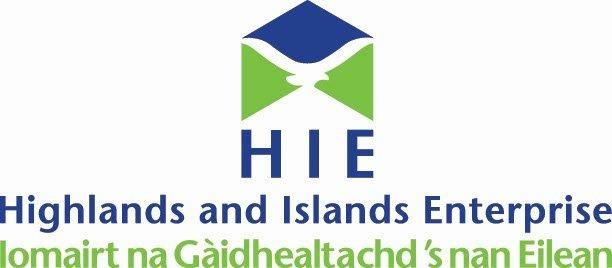 HIE
Highlands and Islands Enterprise
Iomairt na Gàidhealtachd 's nan Eilean